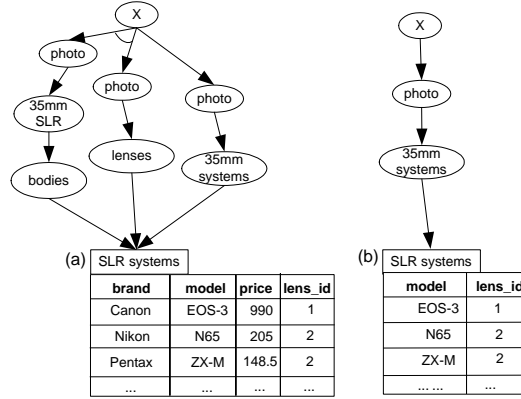 X
photo
photo
photo
35mm
SLR
lenses
35mm
systems
bodies
(a)
SLR systems
brand model price lens_id
Canon EOS-3 990 1
Nikon N65 205 2
Pentax ZX-M 148.5 2
... ... ... ...
X
photo
35mm
systems
(b)
SLR systems
model lens_id
EOS-3 1
N65 2
ZX-M 2
... ... ...